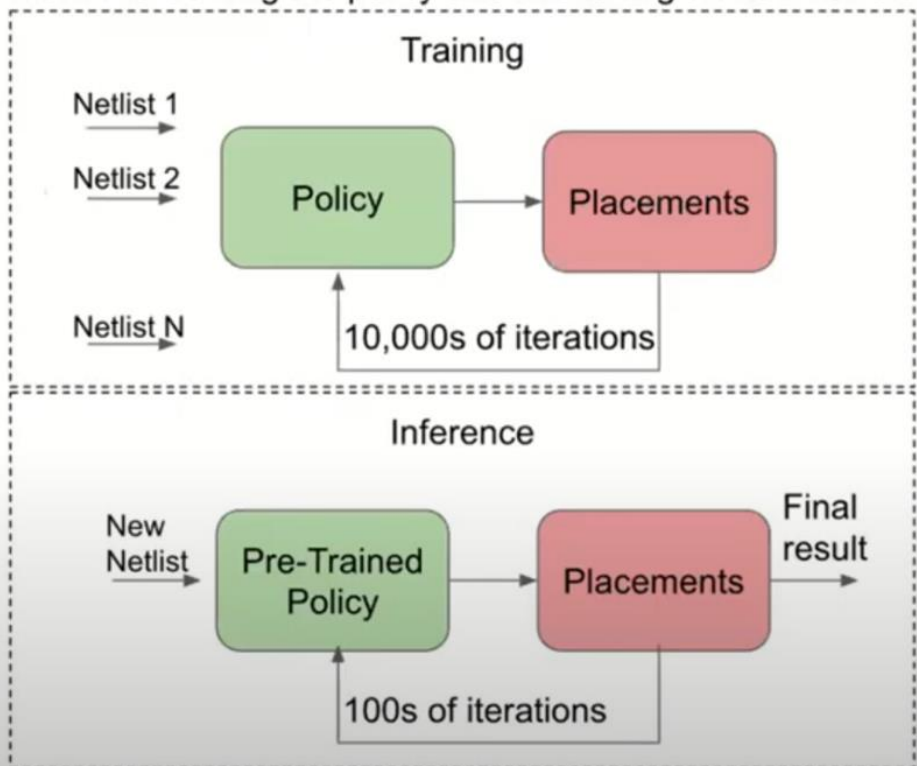 Training
Netlist 1
Netlist 2
Netlist N
Policy
Placements
10,000s of iterations
Inference
New
Netlist
Pre-Trained
Policy
Placements
Final
result
100s of iterations